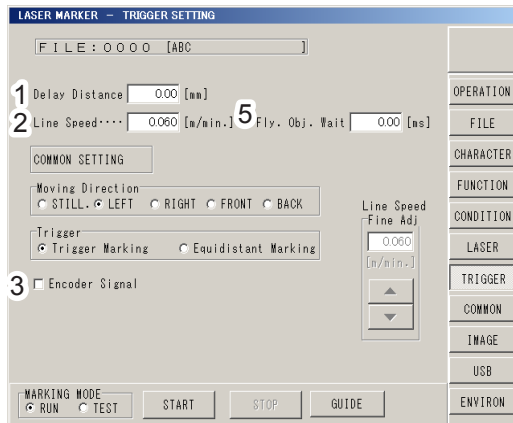 LASER MARKER – TRIGGER SETTING
FILE:0000 [ABC ]
1 Delay Distance 0.00 [mm]
2 Line Speed···· 0.060 [m/min.] 5 Fly. Obj. Wait 0.00 [ms]
COMMON SETTING
Moving Direction
STILL. LEFT RIGHT FRONT BACK
Trigger
Trigger Marking Equidistant Marking
3 Encoder Signal
Line Speed
Fine Adj
0.060
[m/min.]
MARKING MODE
RUN TEST
START
STOP
GUIDE
OPERATION
FILE
CHARACTER
FUNCTION
CONDITION
LASER
TRIGGER
COMMON
IMAGE
USB
ENVIRON